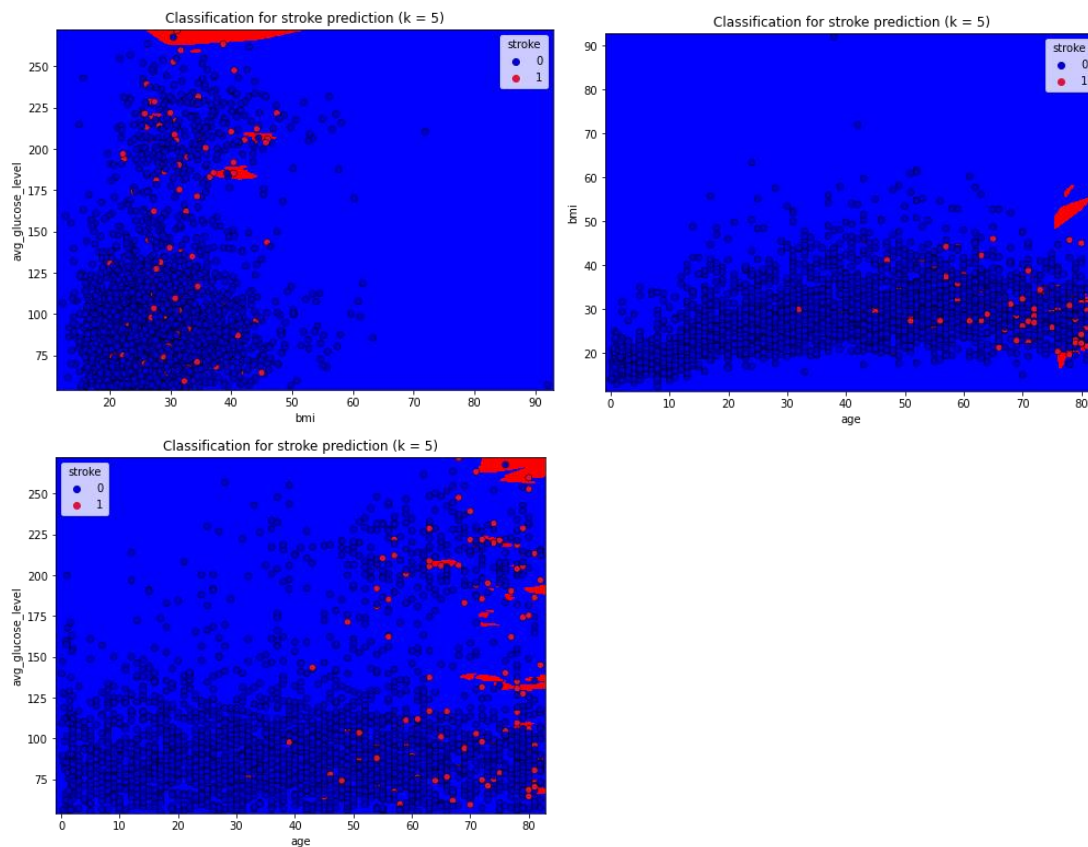 Classification for stroke prediction (k = 5)
stroke
0
1
250
225
200
175
150
125
100
75
avg_glucose_level
20 30 40 50 60 70 80 90
bmi
Classification for stroke prediction (k = 5)
stroke
0
1
90
80
70
60
50
40
30
20
bmi
0 10 20 30 40 50 60 70 80
age
Classification for stroke prediction (k = 5)
stroke
0
1
250
225
200
175
150
125
100
75
avg_glucose_level
0 10 20 30 40 50 60 70 80
age